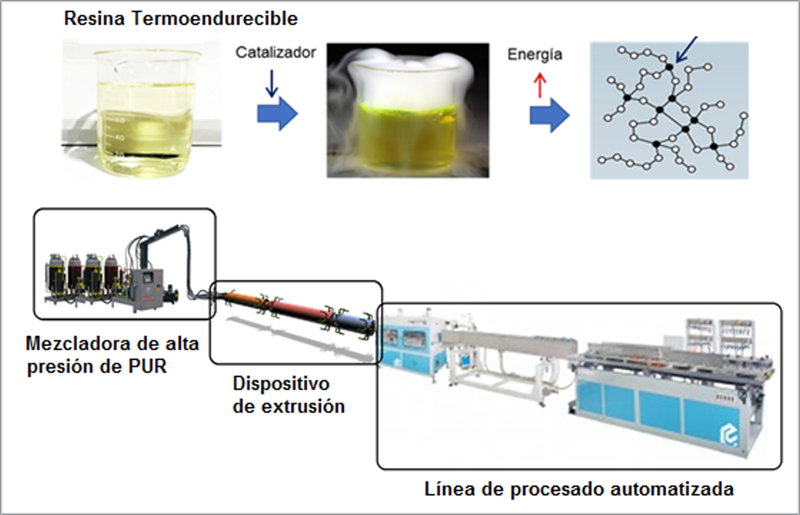 Resina Termoendurecible
Catalizador
Energía
Mezcladora de alta
presión de PUR
Dispositivo
de extrusión
Línea de procesado automatizada